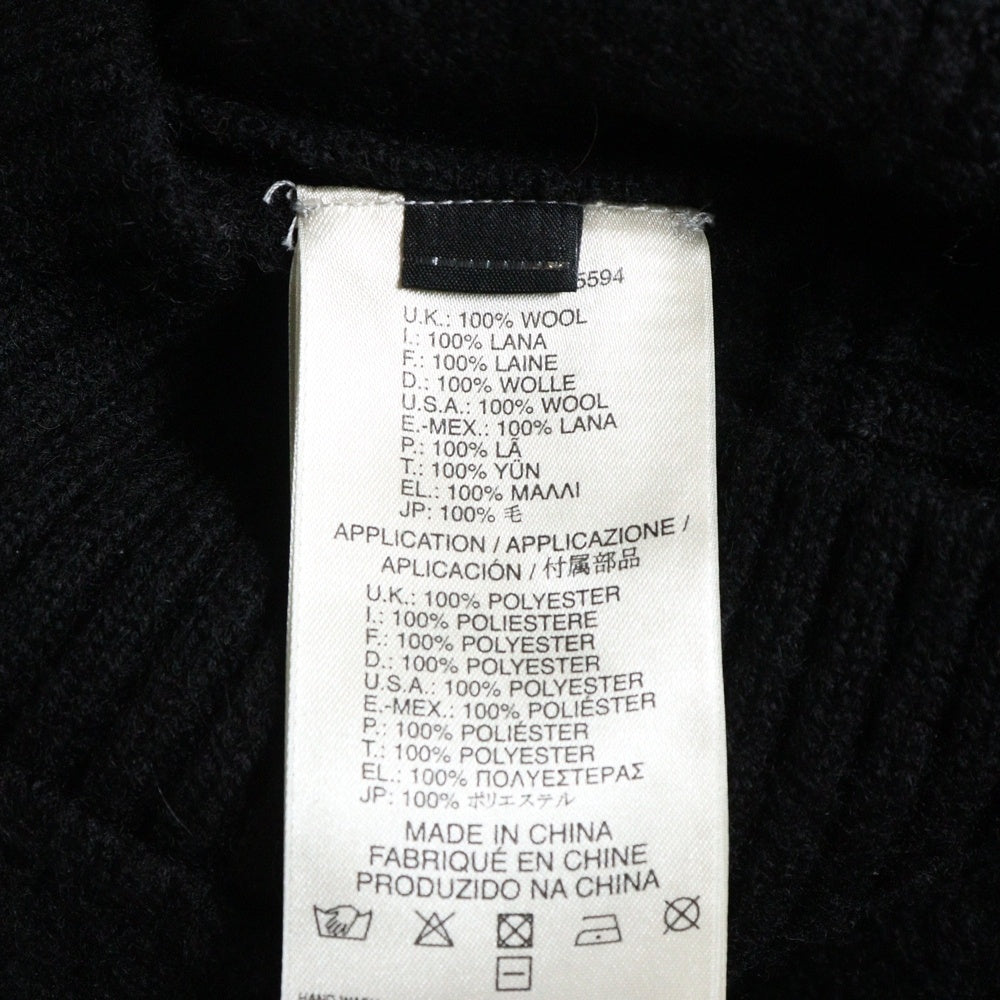 5594
U.K.: 100% WOOL
I.: 100% LANA
F.: 100% LAINE
D.: 100% WOLLE
U.S.A.: 100% WOOL
E.-MEX.: 100% LANA
P.: 100% LÃ
T.: 100% YÜN
EL.: 100% ΜΑΛΛΙ
JP: 100% 毛
APPLICATION / APPLICAZIONE /
APLICACIÓN / 付属部品
U.K.: 100% POLYESTER
I.: 100% POLIESTERE
F.: 100% POLYESTER
D.: 100% POLYESTER
U.S.A.: 100% POLYESTER
E.-MEX.: 100% POLIÉSTER
P.: 100% POLIÉSTER
T.: 100% POLYESTER
EL.: 100% ΠΟΛΥΕΣΤΕΡΑΣ
JP: 100% ポリエステル
MADE IN CHINA
FABRIQUÉ EN CHINE
PRODUZIDO NA CHINA
HAND WASH